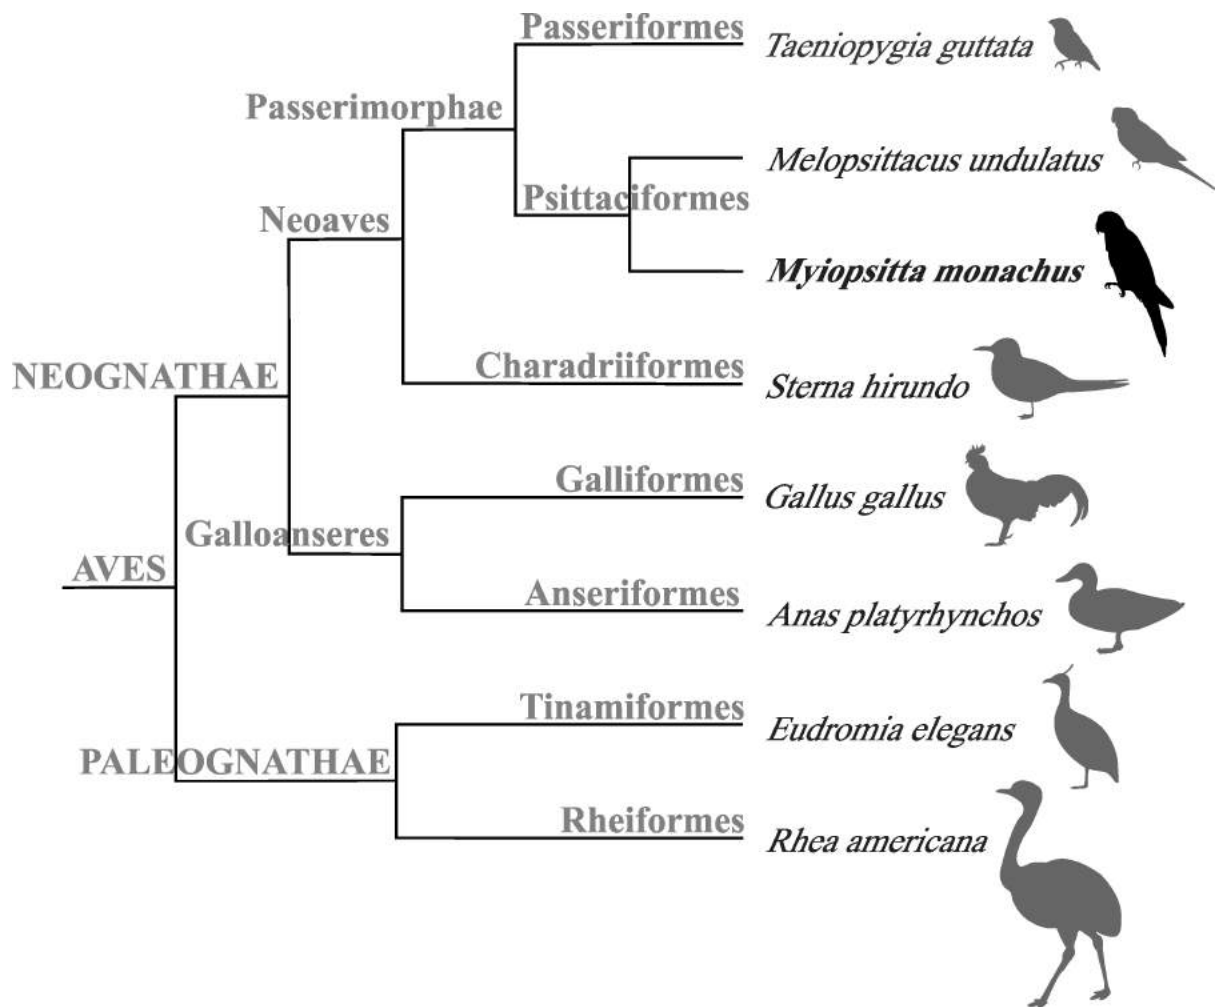 Passeriformes
Taeniopygia guttata
Passerimorphae
Melopsittacus undulatus
Psittaciformes
Neoaves
Myiopsitta monachus
Charadriiformes
NEOGNATHAE
Sterna hirundo
Galliformes
Gallus gallus
Galloanseres
AVES
Anseriformes
Anas platyrhynchos
Tinamiformes
Eudromia elegans
PALEOGNATHAE
Rheiformes
Rhea americana